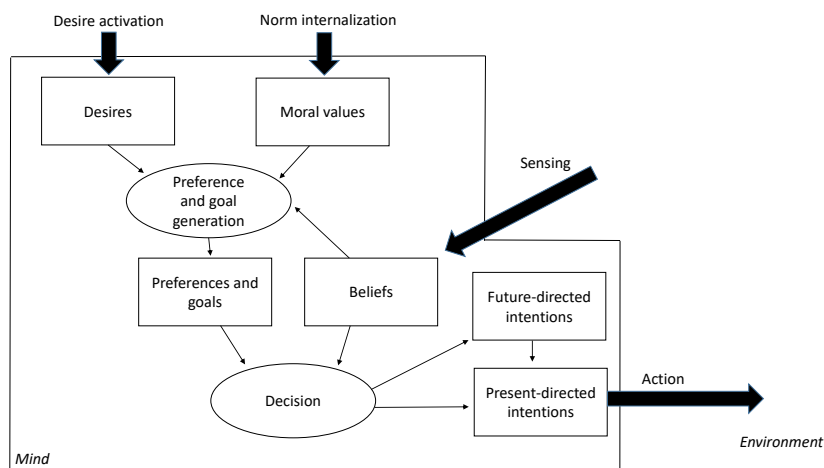 Desire activation
Norm internalization
Desires
Moral values
Sensing
Preference
and goal
generation
Preferences and
goals
Beliefs
Future-directed
intentions
Decision
Present-directed
intentions
Action
Mind
Environment